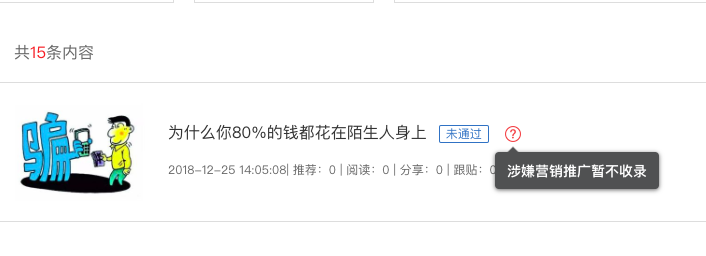 共15条内容
骗
为什么你80%的钱都花在陌生人身上 未通过 ?
2018-12-25 14:05:08| 推荐：0 | 阅读：0 | 分享：0 | 跟贴：0
涉嫌营销推广暂不收录